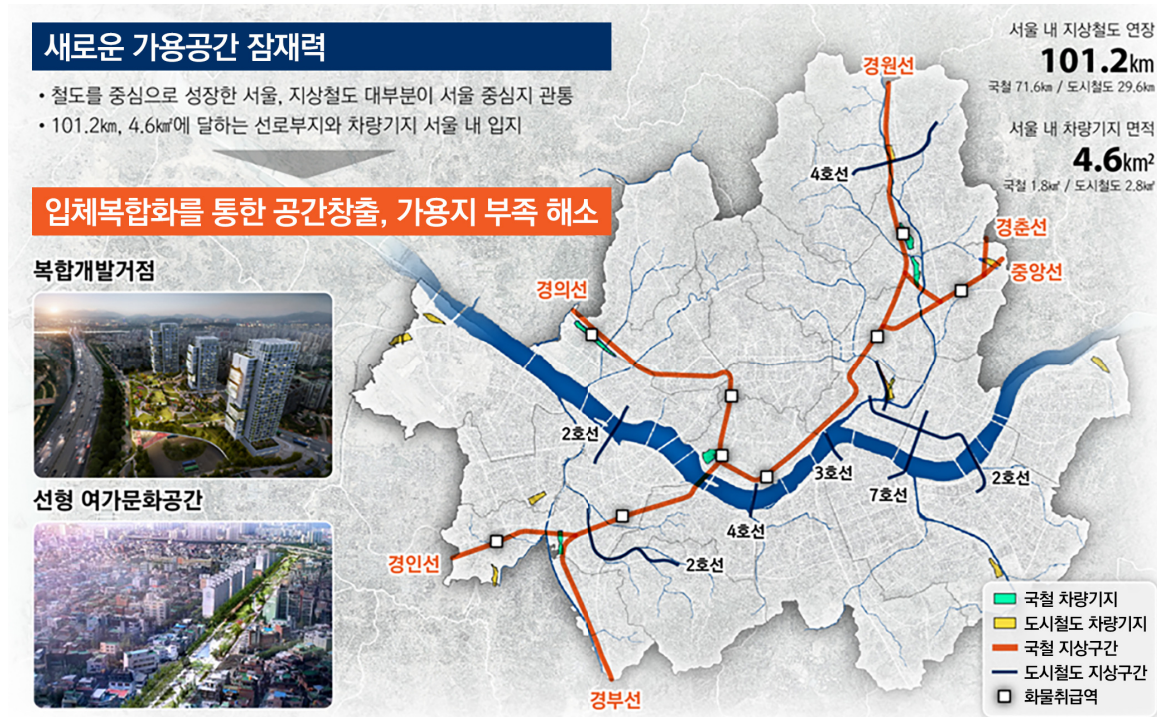 새로운 가용공간 잠재력
• 철도를 중심으로 성장한 서울, 지상철도 대부분이 서울 중심지 관통
• 101.2km, 4.6㎢에 달하는 선로부지와 차량기지 서울 내 입지
입체복합화를 통한 공간창출, 가용지 부족 해소
복합개발거점
선형 여가문화공간
서울 내 지상철도 연장
101.2km
국철 71.6km / 도시철도 29.6km
서울 내 차량기지 면적
4.6km²
국철 1.8㎢ / 도시철도 2.8㎢
경원선
4호선
경춘선
중앙선
경의선
2호선
3호선
7호선
2호선
4호선
2호선
경인선
경부선
국철 차량기지
도시철도 차량기지
국철 지상구간
도시철도 지상구간
화물취급역